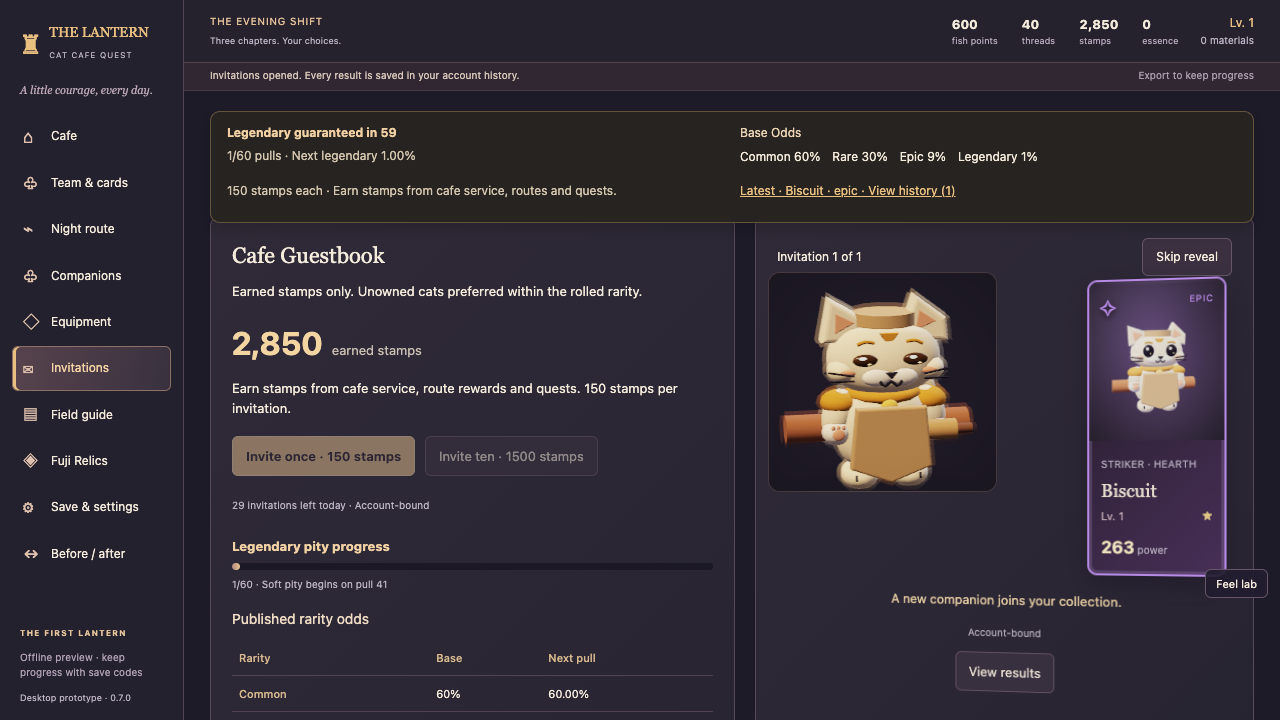 THE LANTERN
CAT CAFE QUEST
A little courage, every day.
Cafe
Team & cards
Night route
Companions
Equipment
Invitations
Field guide
Fuji Relics
Save & settings
Before / after
THE FIRST LANTERN
Offline preview · keep
progress with save codes
Desktop prototype · 0.7.0
THE EVENING SHIFT
Three chapters. Your choices.
600
fish points
40
threads
2,850
stamps
0
essence
Lv. 1
0 materials
Invitations opened. Every result is saved in your account history.
Export to keep progress
Legendary guaranteed in 59
1/60 pulls · Next legendary 1.00%
150 stamps each · Earn stamps from cafe service, routes and quests.
Base Odds
Common 60% Rare 30% Epic 9% Legendary 1%
Latest · Biscuit · epic · View history (1)
Cafe Guestbook
Earned stamps only. Unowned cats preferred within the rolled rarity.
2,850 earned stamps
Earn stamps from cafe service, route rewards and quests. 150 stamps per
invitation.
Invite once · 150 stamps
Invite ten · 1500 stamps
29 invitations left today · Account-bound
Legendary pity progress
1/60 · Soft pity begins on pull 41
Published rarity odds
Rarity Base Next pull
Common 60% 60.00%
Invitation 1 of 1
Skip reveal
EPIC
STRIKER · HEARTH
Biscuit
Lv. 1
263 power
Feel lab
A new companion joins your collection.
Account-bound
View results